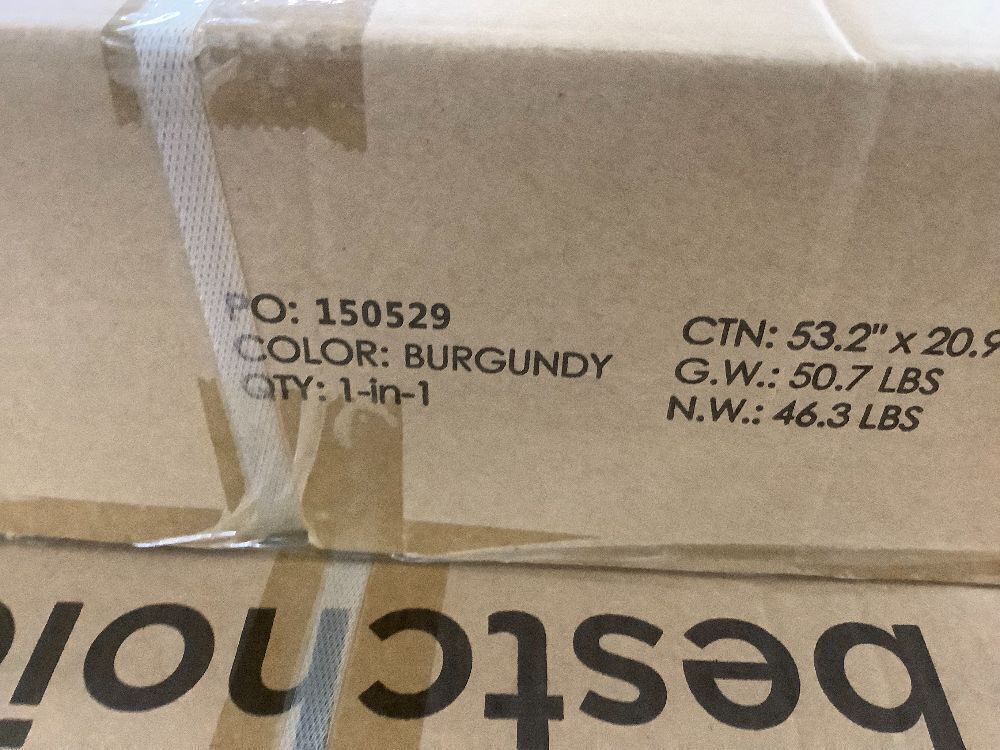 PO: 150529
COLOR: BURGUNDY
QTY: 1-in-1
CTN: 53.2" x 20.9
G.W.: 50.7 LBS
N.W.: 46.3 LBS
bestchoic